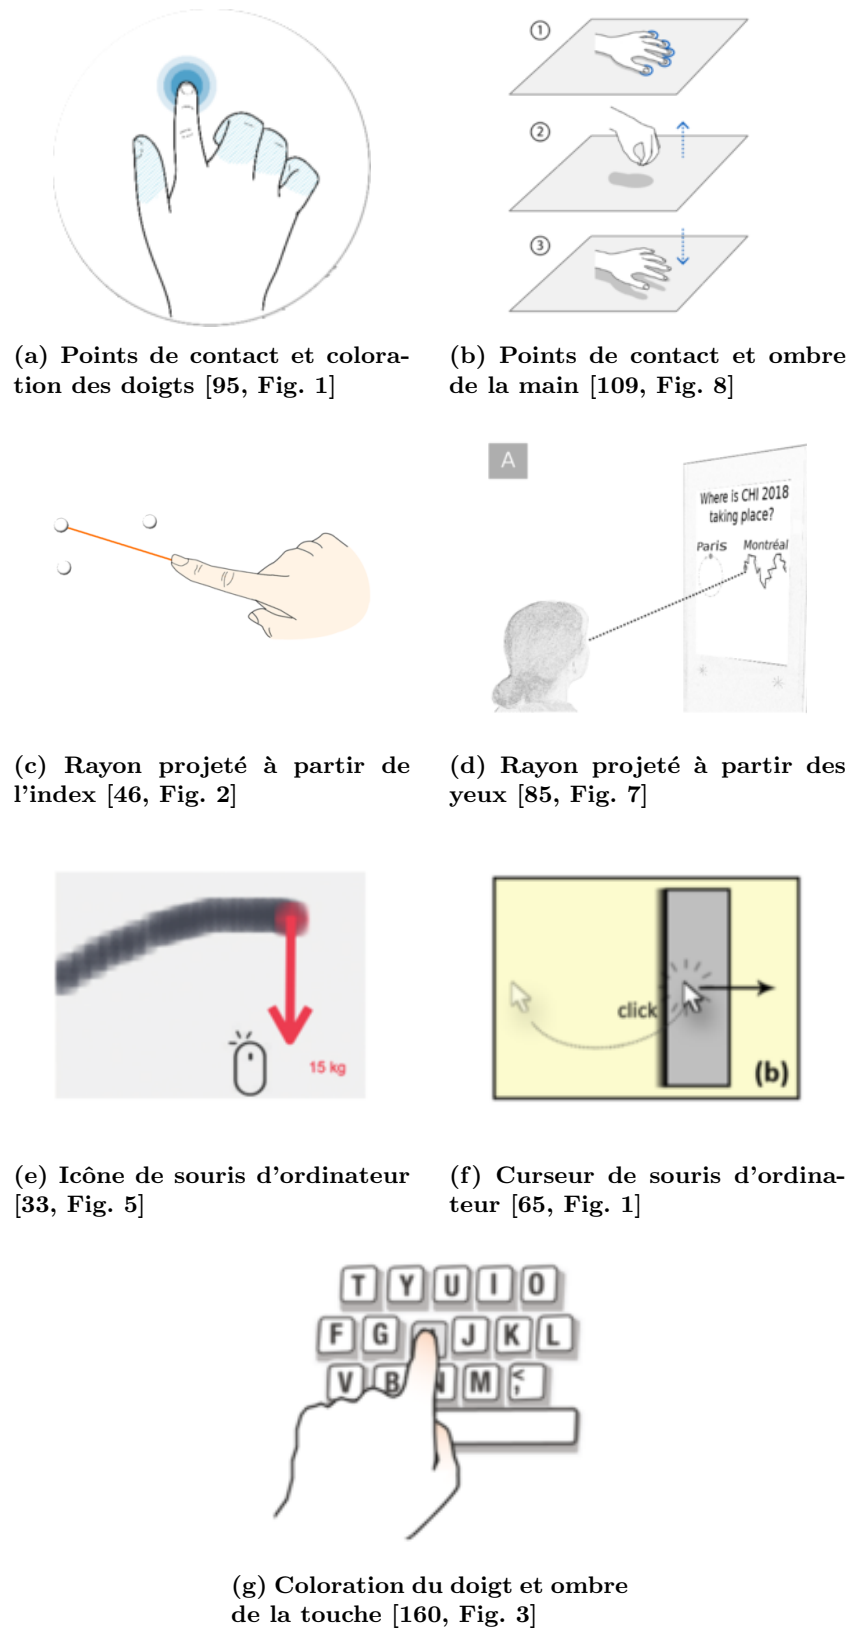 1
2
3
(a) Points de contact et colora-
tion des doigts [95, Fig. 1]
(b) Points de contact et ombre
de la main [109, Fig. 8]
A
Where is CHI 2018
taking place?
Paris Montréal
(c) Rayon projeté à partir de
l'index [46, Fig. 2]
(d) Rayon projeté à partir des
yeux [85, Fig. 7]
15 kg
click
(b)
(e) Icône de souris d'ordinateur
[33, Fig. 5]
(f) Curseur de souris d'ordina-
teur [65, Fig. 1]
T Y U I O
F G J K L
V B N M < ,
(g) Coloration du doigt et ombre
de la touche [160, Fig. 3]